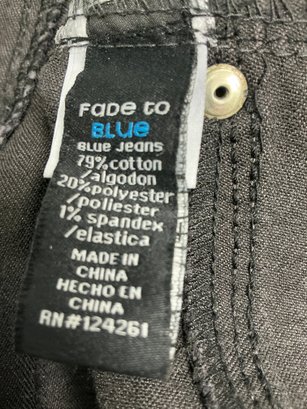 Fade to
BLUE
BLUE Jeans
79% cotton
/algodon
20% polyester
/poliester
1% spandex
/elastica
MADE IN
CHINA
HECHO EN
CHINA
RN#124261